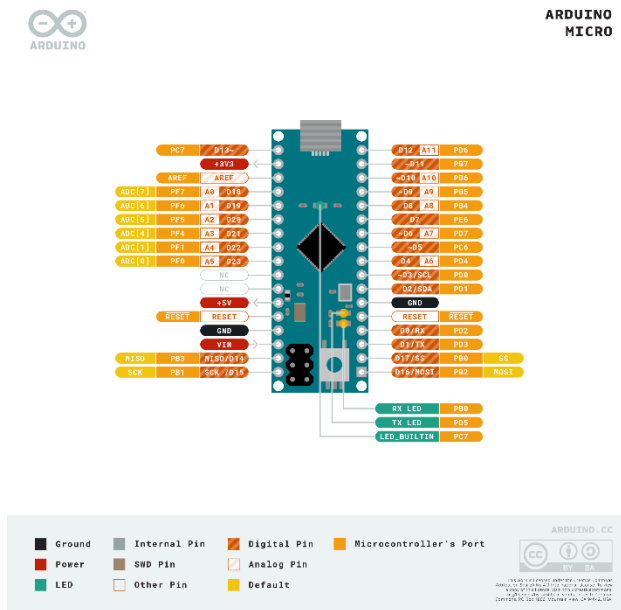 ARDUINO
ARDUINO
MICRO
PC7 D13~ D12 A11 PD6
+3V3 ~D11 PB7
AREF AREF ~D10 A10 PB6
ADC[7] PF7 A0 D18 ~D9 A9 PB5
ADC[6] PF6 A1 D19 D8 A8 PB4
ADC[5] PF5 A2 D20 D7 PE6
ADC[4] PF4 A3 D21 ~D6 A7 PD7
ADC[1] PF1 A4 D22 ~D5 PC6
ADC[0] PF0 A5 D23 D4 A6 PD4
NC ~D3/SCL PD0
NC D2/SDA PD1
+5V GND
RESET RESET RESET RESET
GND D0/RX PD2
VIN D1/TX PD3
MISO PB3 MISO/D14 D17/SS PB0 SS
SCK PB1 SCK /D15 D16/MOSI PB2 MOSI
RX LED PB0
TX LED PD5
LED_BUILTIN PC7
Ground Internal Pin Digital Pin Microcontroller's Port
Power SWD Pin Analog Pin
LED Other Pin Default
ARDUINO.CC
CC
BY SA